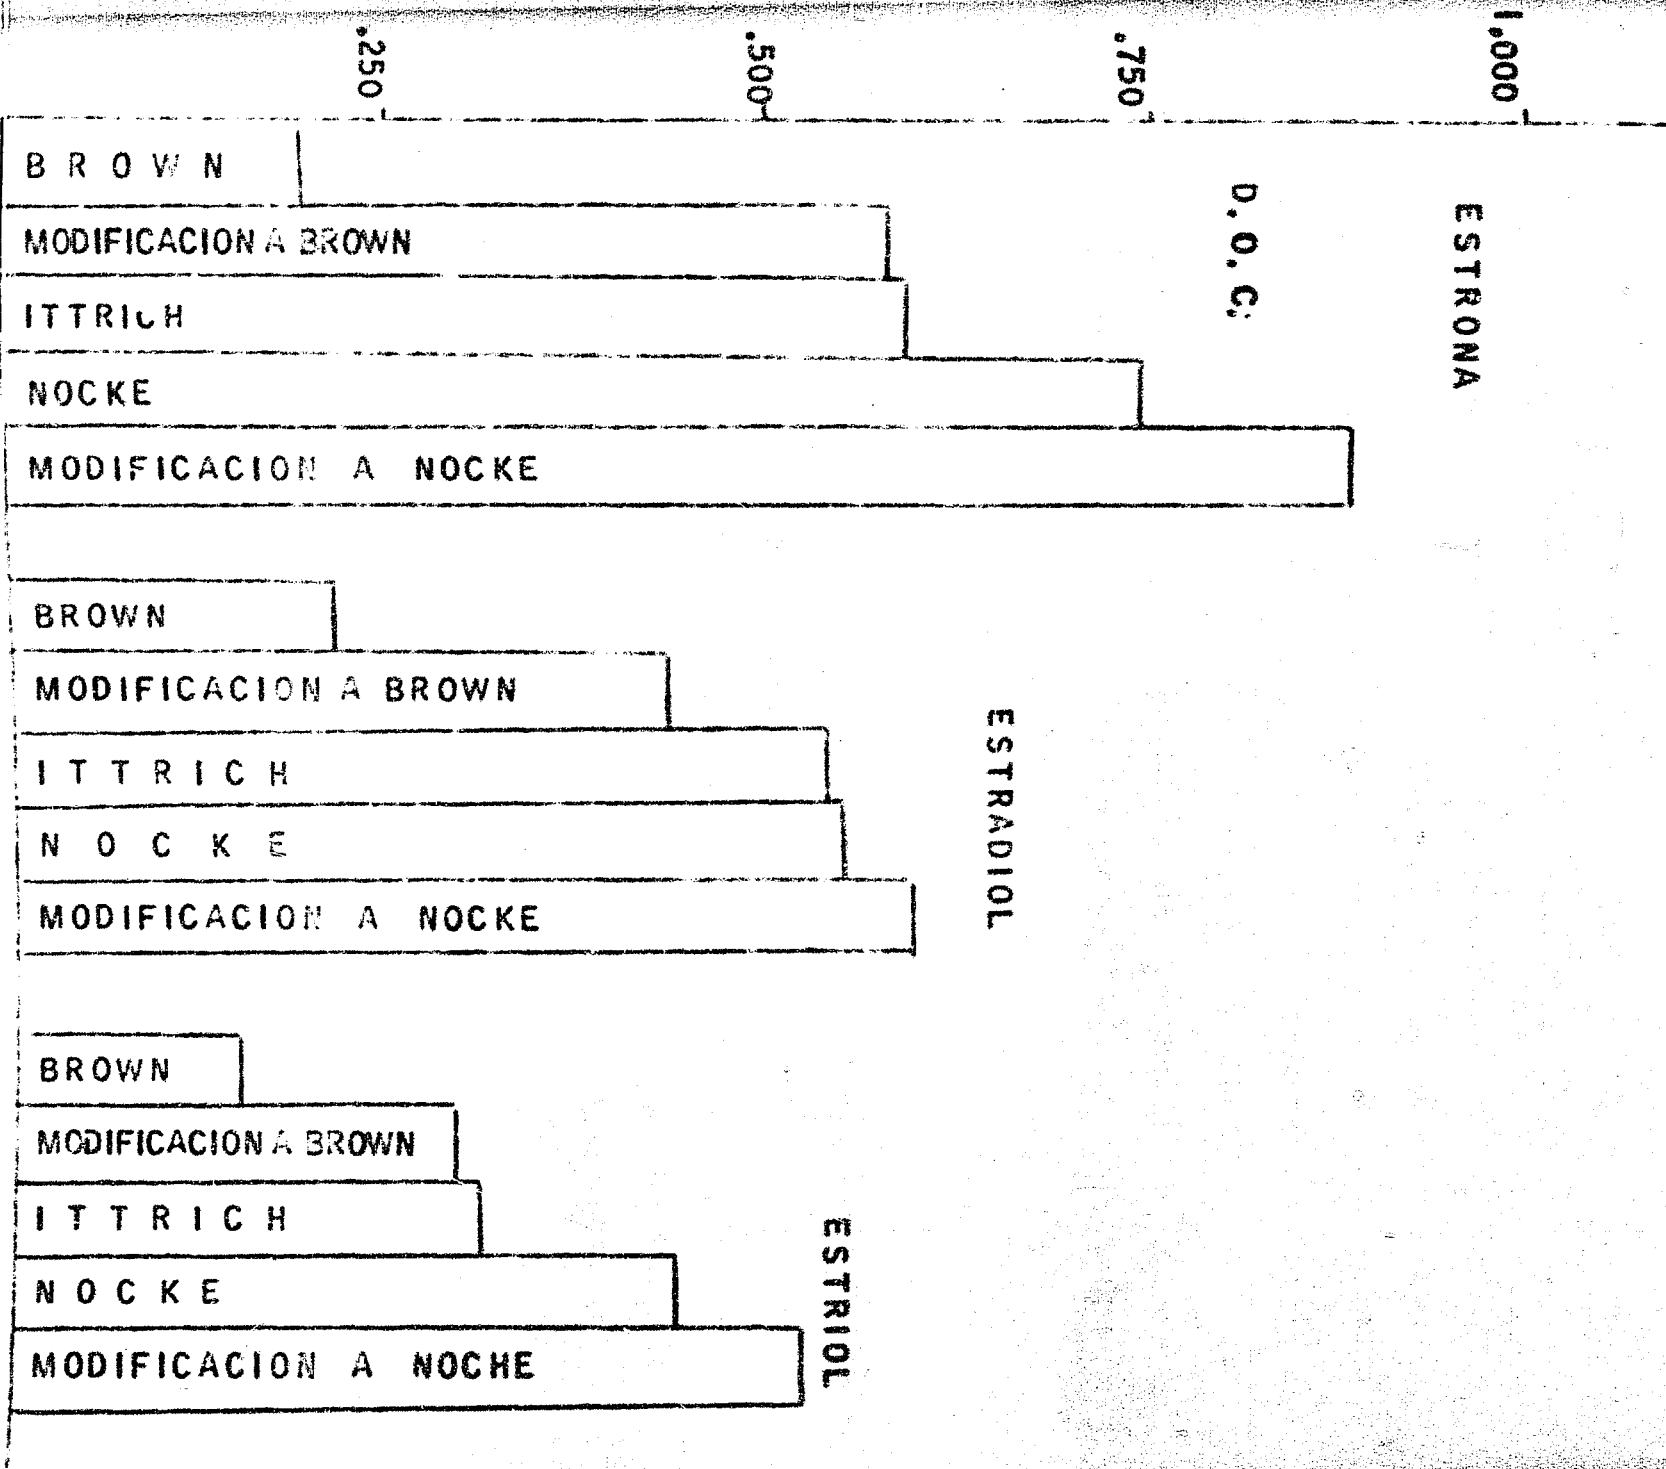 .250
.500
.750
1,000
D. O. C.
ESTRONA
BROWN
MODIFICACION A BROWN
ITTRICH
NOCKE
MODIFICACION A NOCKE
ESTRADIOL
BROWN
MODIFICACION A BROWN
ITTRICH
NOCKE
MODIFICACION A NOCKE
ESTRIOL
BROWN
MODIFICACION A BROWN
ITTRICH
NOCKE
MODIFICACION A NOCHE